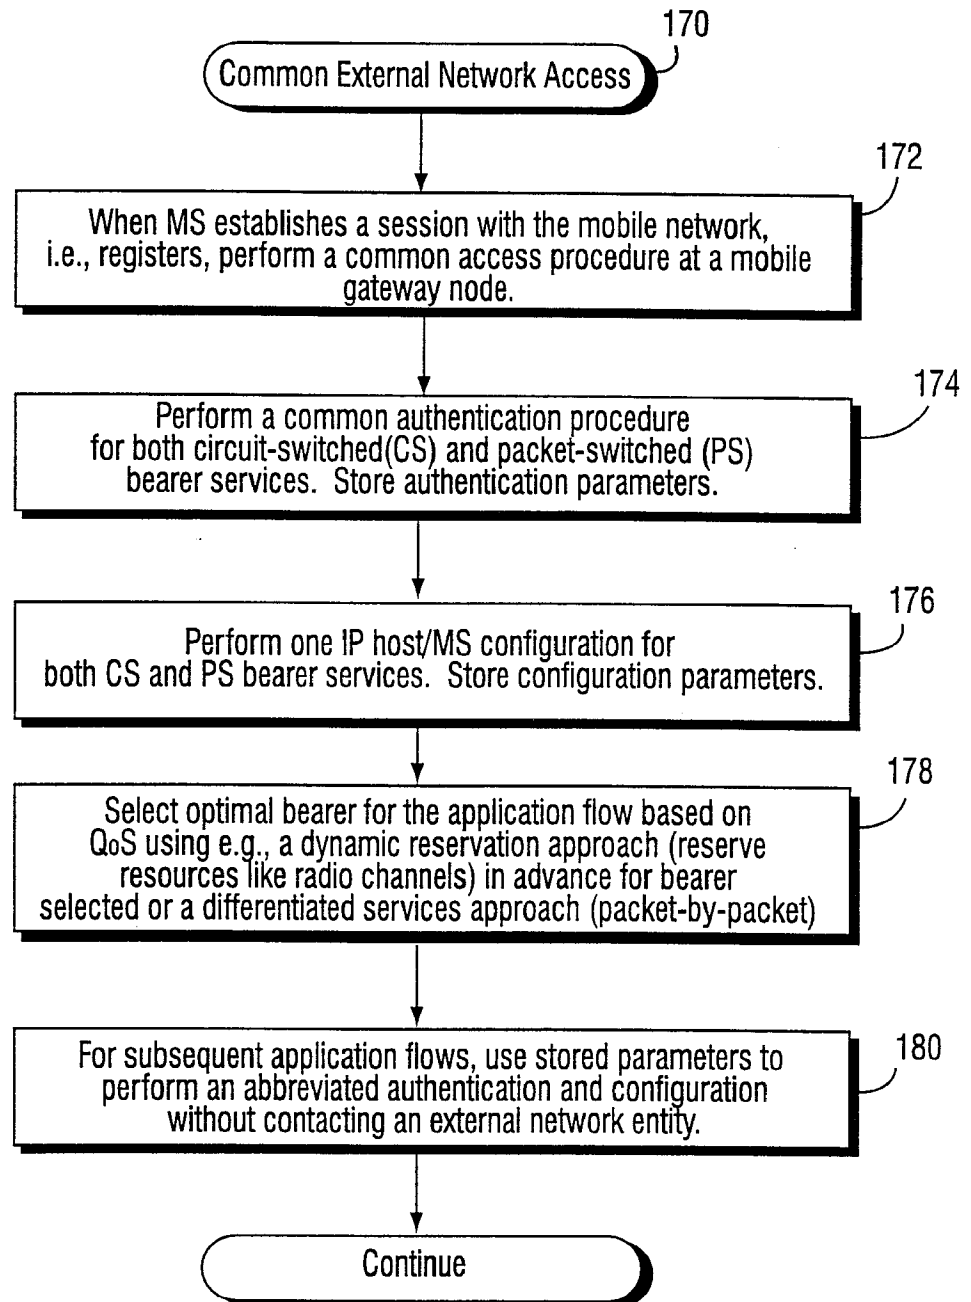 170
Common External Network Access
172
When MS establishes a session with the mobile network,
i.e., registers, perform a common access procedure at a mobile
gateway node.
174
Perform a common authentication procedure
for both circuit-switched(CS) and packet-switched (PS)
bearer services. Store authentication parameters.
176
Perform one IP host/MS configuration for
both CS and PS bearer services. Store configuration parameters.
178
Select optimal bearer for the application flow based on
QoS using e.g., a dynamic reservation approach (reserve
resources like radio channels) in advance for bearer
selected or a differentiated services approach (packet-by-packet)
180
For subsequent application flows, use stored parameters to
perform an abbreviated authentication and configuration
without contacting an external network entity.
Continue